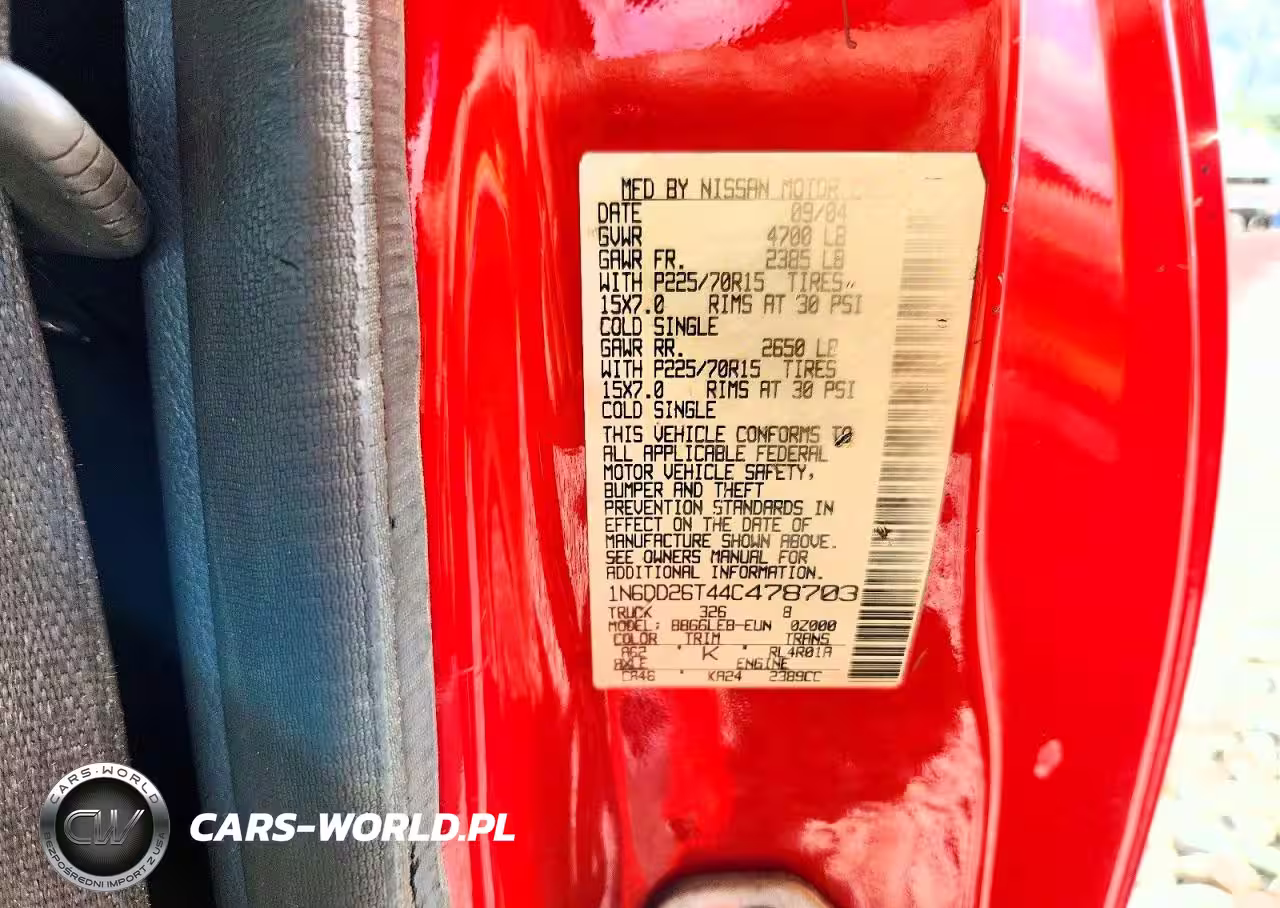 MFD BY NISSAN MOTOR
DATE 09/04
GVWR 4700 LB
GAWR FR. 2385 LB
WITH P225/70R15 TIRES
15X7.0 RIMS AT 30 PSI
COLD SINGLE
GAWR RR. 2650 LB
WITH P225/70R15 TIRES
15X7.0 RIMS AT 30 PSI
COLD SINGLE
THIS VEHICLE CONFORMS TO
ALL APPLICABLE FEDERAL
MOTOR VEHICLE SAFETY,
BUMPER AND THEFT
PREVENTION STANDARDS IN
EFFECT ON THE DATE OF
MANUFACTURE SHOWN ABOVE.
SEE OWNERS MANUAL FOR
ADDITIONAL INFORMATION.
1N6DD26T44C478703
TRUCK 326 8
MODEL: BBGGLEB-EUN 0Z000
COLOR TRIM TRANS
A62 K RL4R01A
AXLE ENGINE
CA46 KA24 2389CC
CARS-WORLD
CW
BEZPOŚREDNI IMPORT Z USA
CARS-WORLD.PL